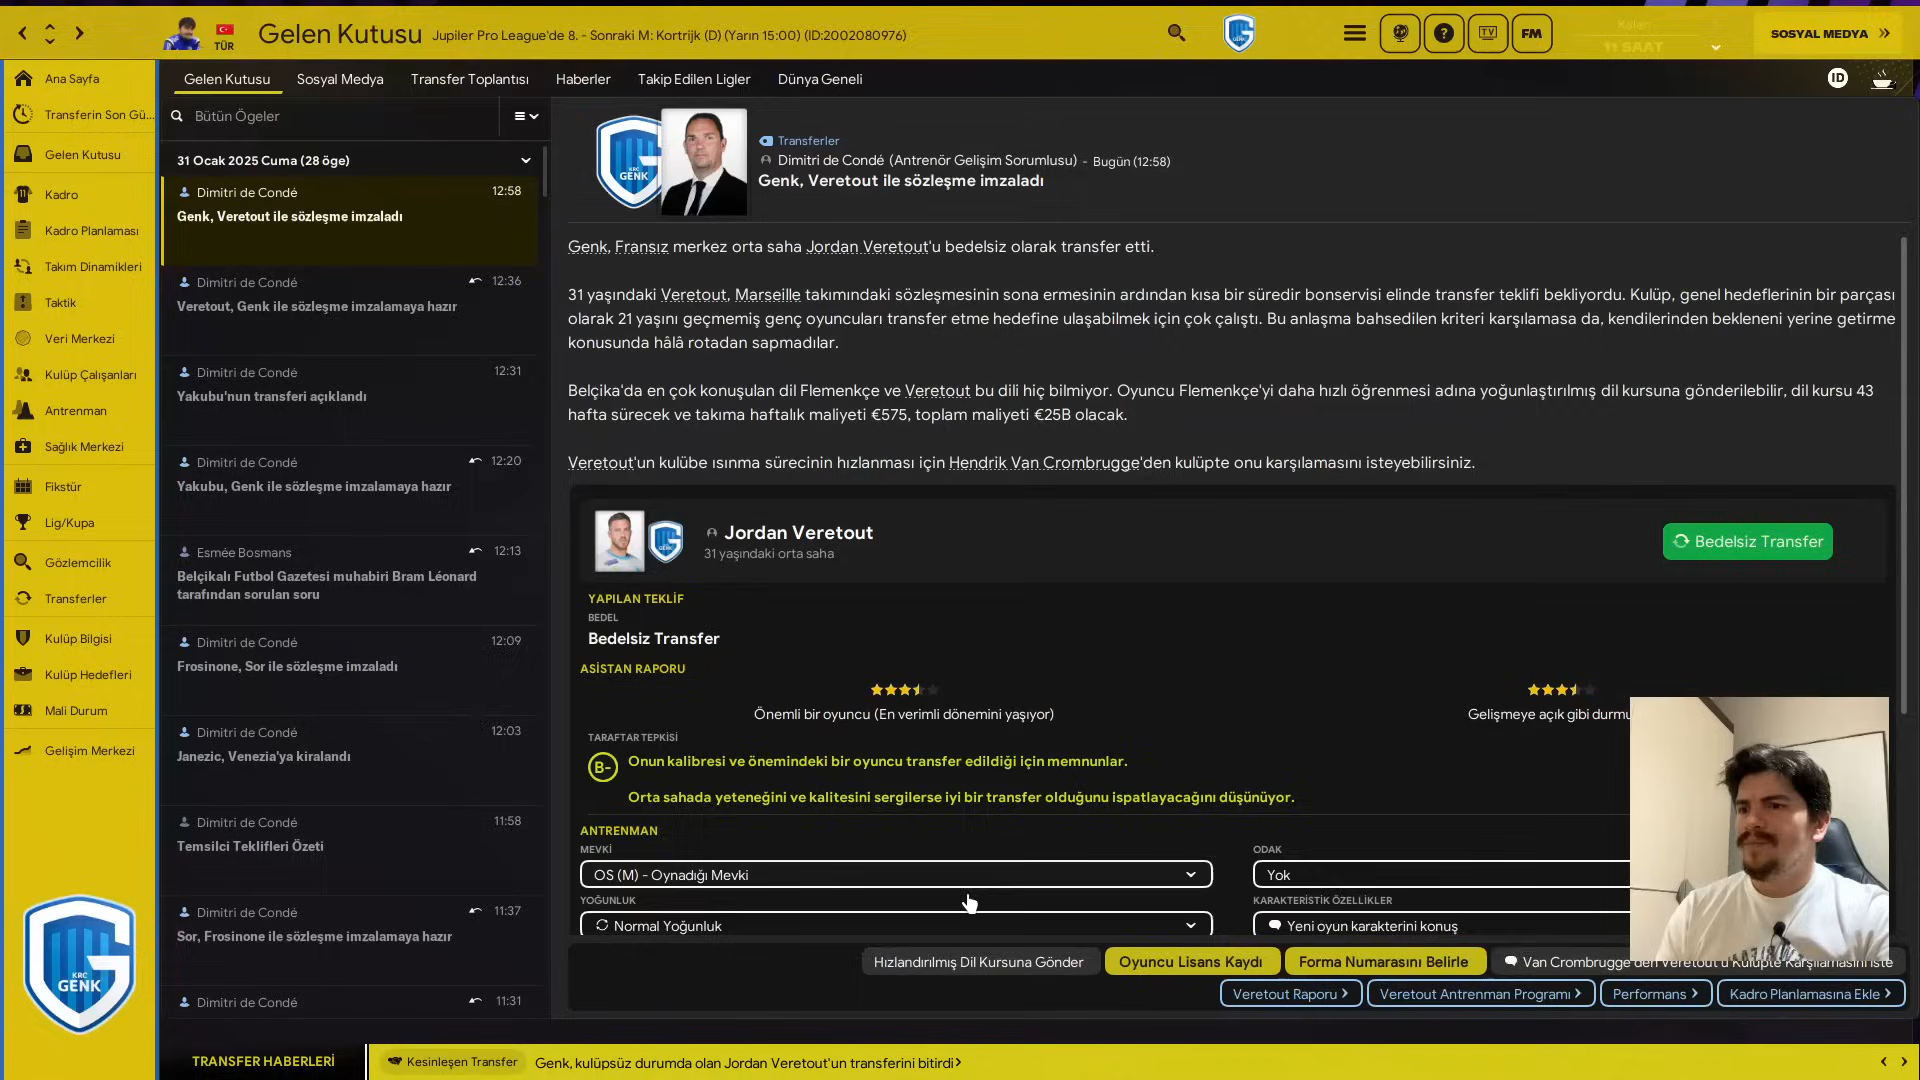 TÜR
Gelen Kutusu
Jupiler Pro League'de 8. - Sonraki M: Kortrijk (D) (Yarın 15:00) (ID:2002080976)
TV
FM
11 SAAT
SOSYAL MEDYA
Ana Sayfa
Transferin Son Gü...
Gelen Kutusu
Kadro
Kadro Planlaması
Takım Dinamikleri
Taktik
Veri Merkezi
Kulüp Çalışanları
Antrenman
Sağlık Merkezi
Fikstür
Lig/Kupa
Gözlemcilik
Transferler
Kulüp Bilgisi
Kulüp Hedefleri
Mali Durum
Gelişim Merkezi
KRC
GENK
Gelen Kutusu
Sosyal Medya
Transfer Toplantısı
Haberler
Takip Edilen Ligler
Dünya Geneli
ID
Bütün Ögeler
31 Ocak 2025 Cuma (28 öge)
Dimitri de Condé 12:58
Genk, Veretout ile sözleşme imzaladı
Dimitri de Condé 12:36
Veretout, Genk ile sözleşme imzalamaya hazır
Dimitri de Condé 12:31
Yakubu'nun transferi açıklandı
Dimitri de Condé 12:20
Yakubu, Genk ile sözleşme imzalamaya hazır
Esmée Bosmans 12:13
Belçikalı Futbol Gazetesi muhabiri Bram Léonard
tarafından sorulan soru
Dimitri de Condé 12:09
Frosinone, Sor ile sözleşme imzaladı
Dimitri de Condé 12:03
Janezic, Venezia'ya kiralandı
Dimitri de Condé 11:58
Temsilci Teklifleri Özeti
Dimitri de Condé 11:37
Sor, Frosinone ile sözleşme imzalamaya hazır
Dimitri de Condé 11:31
KRC
GENK
Transferler
Dimitri de Condé (Antrenör Gelişim Sorumlusu) - Bugün (12:58)
Genk, Veretout ile sözleşme imzaladı
Genk, Fransız merkez orta saha Jordan Veretout'u bedelsiz olarak transfer etti.
31 yaşındaki Veretout, Marseille takımındaki sözleşmesinin sona ermesinin ardından kısa bir süredir bonservisi elinde transfer teklifi bekliyordu. Kulüp, genel hedeflerinin bir parçası
olarak 21 yaşını geçmemiş genç oyuncuları transfer etme hedefine ulaşabilmek için çok çalıştı. Bu anlaşma bahsedilen kriteri karşılamasa da, kendilerinden bekleneni yerine getirme
konusunda hâlâ rotadan sapmadılar.
Belçika'da en çok konuşulan dil Flemenkçe ve Veretout bu dili hiç bilmiyor. Oyuncu Flemenkçe'yi daha hızlı öğrenmesi adına yoğunlaştırılmış dil kursuna gönderilebilir, dil kursu 43
hafta sürecek ve takıma haftalık maliyeti €575, toplam maliyeti €25B olacak.
Veretout'un kulübe ısınma sürecinin hızlanması için Hendrik Van Crombrugge'den kulüpte onu karşılamasını isteyebilirsiniz.
Jordan Veretout
31 yaşındaki orta saha
Bedelsiz Transfer
YAPILAN TEKLİF
BEDEL
Bedelsiz Transfer
ASİSTAN RAPORU
Önemli bir oyuncu (En verimli dönemini yaşıyor)
Gelişmeye açık gibi durmu
TARAFTAR TEPKİSİ
B-
Onun kalibresi ve önemindeki bir oyuncu transfer edildiği için memnunlar.
Orta sahada yeteneğini ve kalitesini sergilerse iyi bir transfer olduğunu ispatlayacağını düşünüyor.
ANTRENMAN
MEVKİ
OS (M) - Oynadığı Mevki
ODAK
Yok
YOĞUNLUK
Normal Yoğunluk
KARAKTERİSTİK ÖZELLİKLER
Yeni oyun karakterini konuş
Hızlandırılmış Dil Kursuna Gönder
Oyuncu Lisans Kaydı
Forma Numarasını Belirle
Van Crombrugge'den Veretout'u Kulüpte Karşılamasını İste
Veretout Raporu
Veretout Antrenman Programı
Performans
Kadro Planlamasına Ekle
TRANSFER HABERLERİ
Kesinleşen Transfer
Genk, kulüpsüz durumda olan Jordan Veretout'un transferini bitirdi